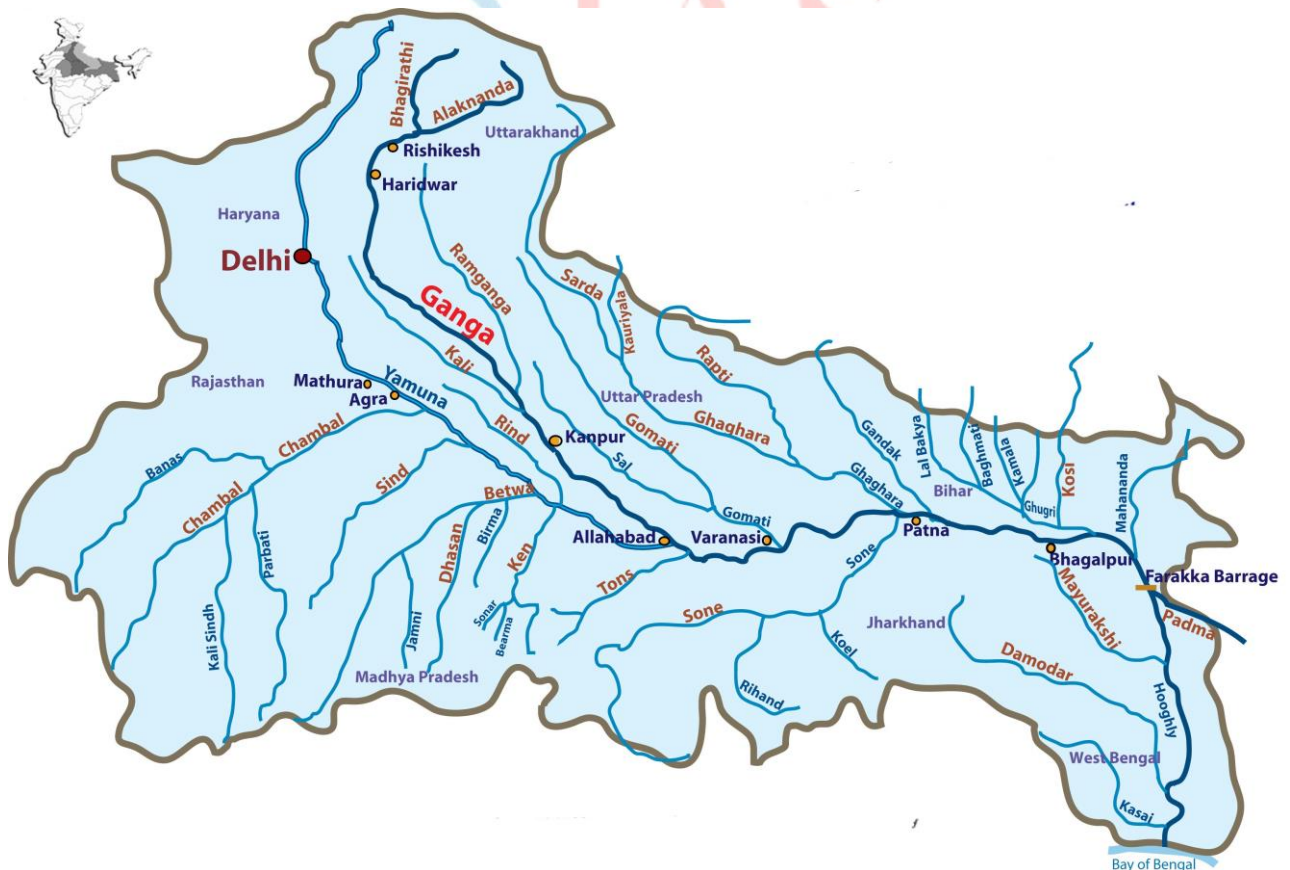 Bhagirathi
Alaknanda
Uttarakhand
Rishikesh
Haridwar
Haryana
Delhi
Ramganga
Ganga
Sarda
Kauriyala
Rapti
Kali
Rajasthan
Mathura
Yamuna
Agra
Uttar Pradesh
Chambal
Rind
Gomati
Ghaghara
Kanpur
Gandak
Lal Bakya
Baghmati
Kamala
Kosi
Banas
Sind
Sal
Ghaghara
Bihar
Ghugri
Mahananda
Chambal
Betwa
Birma
Gomati
Parbati
Dhasan
Ken
Allahabad
Varanasi
Patna
Sone
Bhagalpur
Farakka Barrage
Tons
Mayurakshi
Padma
Sonar
Sone
Jharkhand
Kali Sindh
Jamni
Bearma
Koel
Damodar
Madhya Pradesh
Rihand
Hooghly
West Bengal
Kasai
Bay of Bengal